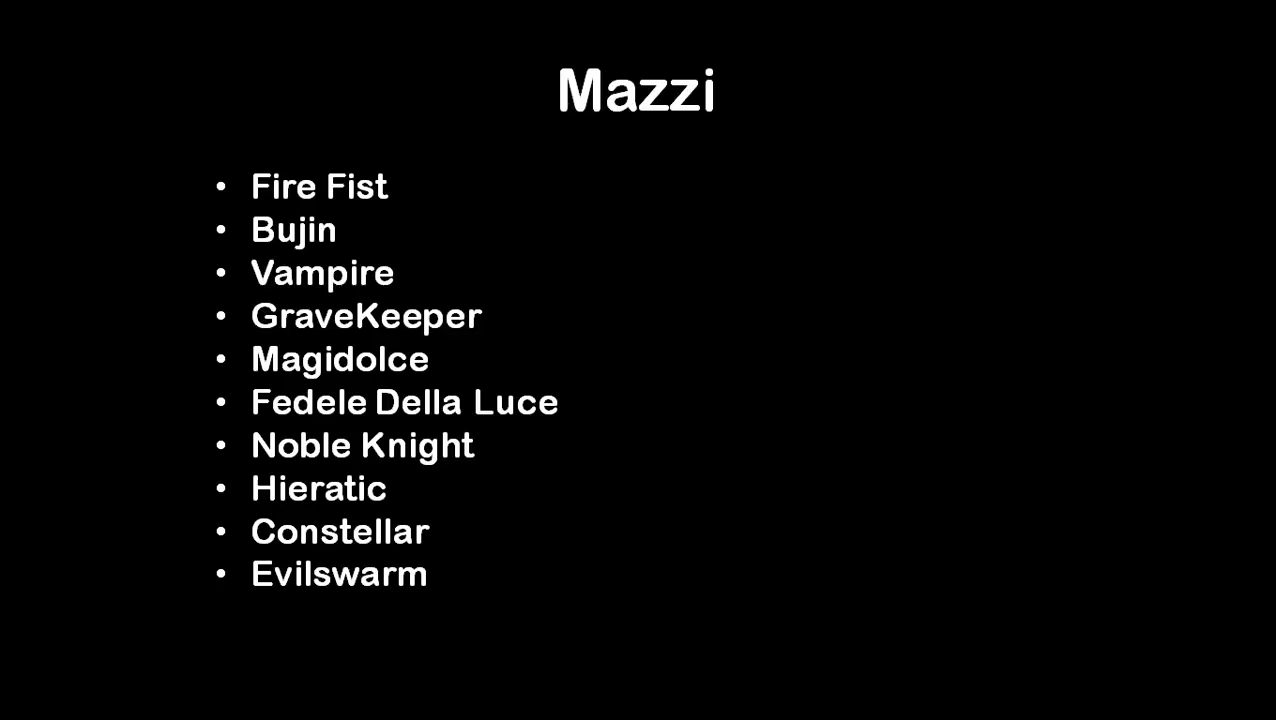 Mazzi
• Fire Fist
• Bujin
• Vampire
• GraveKeeper
• Magidolce
• Fedele Della Luce
• Noble Knight
• Hieratic
• Constellar
• Evilswarm